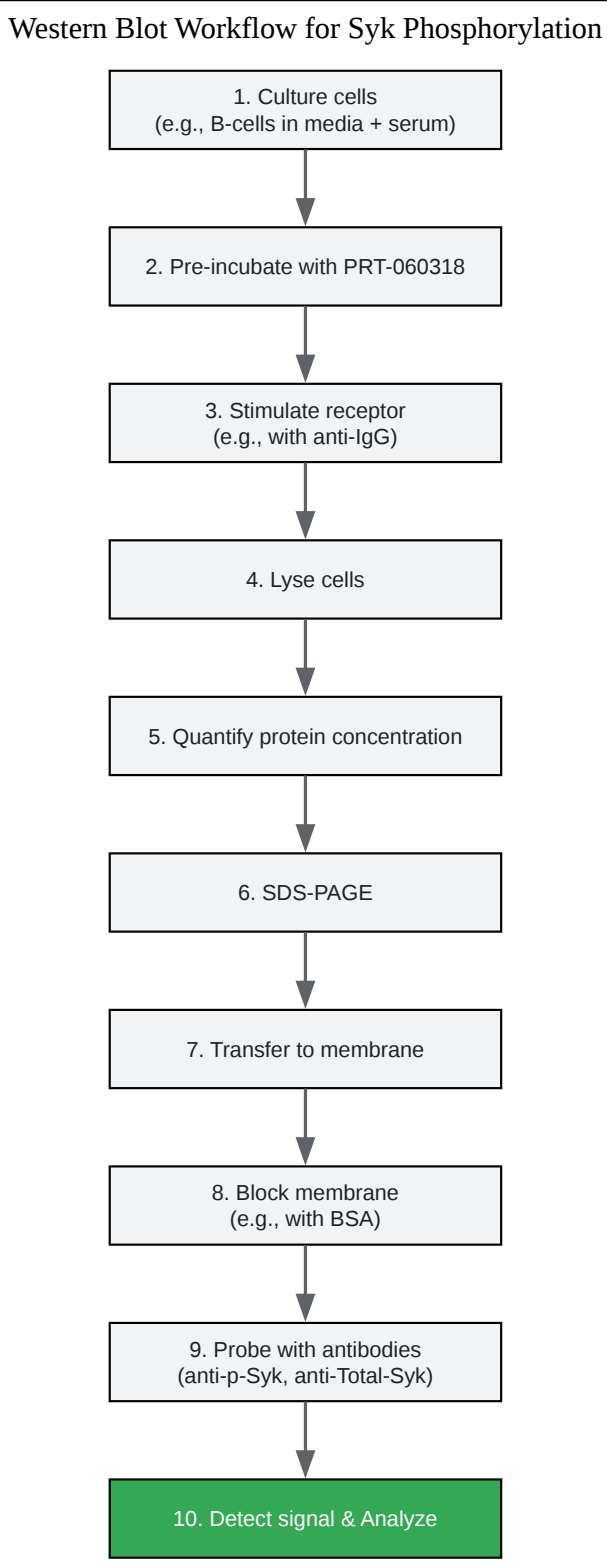 Western Blot Workflow for Syk Phosphorylation
1. Culture cells
(e.g., B-cells in media + serum)
2. Pre-incubate with PRT-060318
3. Stimulate receptor
(e.g., with anti-IgG)
4. Lyse cells
5. Quantify protein concentration
6. SDS-PAGE
7. Transfer to membrane
8. Block membrane
(e.g., with BSA)
9. Probe with antibodies
(anti-p-Syk, anti-Total-Syk)
10. Detect signal & Analyze